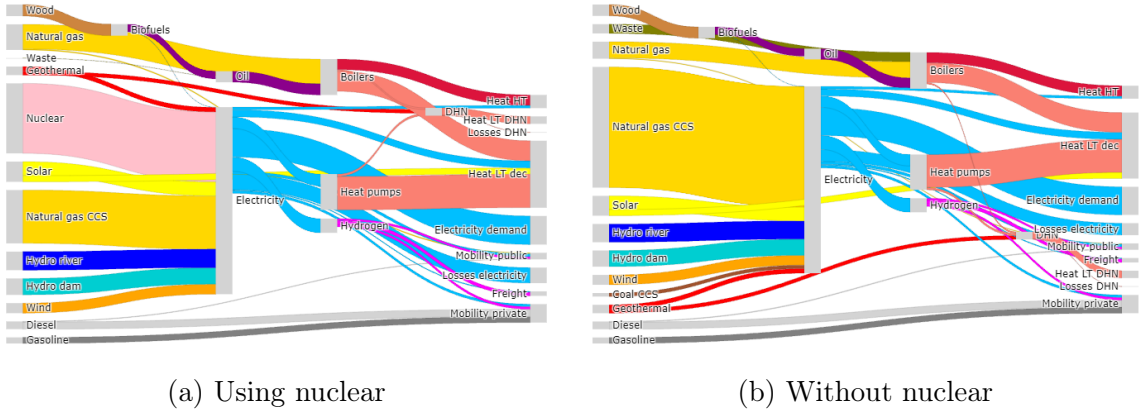 Wood
Biofuels
Natural gas
Oil
Boilers
Waste
Geothermal
Heat HT
DHN
Heat LT DHN
Losses DHN
Nuclear
Solar
Heat LT dec
Heat pumps
Electricity
Natural gas CCS
Hydrogen
Electricity demand
Hydro river
Mobility public
Losses electricity
Hydro dam
Freight
Wind
Mobility private
Diesel
Gasoline
(a) Using nuclear
Wood
Waste
Biofuels
Natural gas
Oil
Boilers
Heat HT
Natural gas CCS
Heat LT dec
Heat pumps
Electricity
Solar
Hydrogen
Electricity demand
Hydro river
Losses electricity
DHN
Mobility public
Hydro dam
Freight
Wind
Heat LT DHN
Coal CCS
Losses DHN
Geothermal
Mobility private
Diesel
Gasoline
(b) Without nuclear